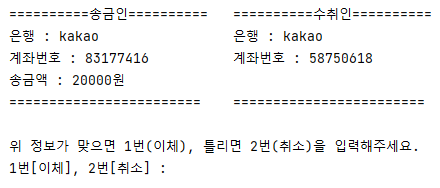 ===========송금인==========   ===========수취인==========
은행 : kakao   은행 : kakao
계좌번호 : 83177416   계좌번호 : 58750618
송금액 : 20000원
========================   ========================
위 정보가 맞으면 1번(이체), 틀리면 2번(취소)을 입력해주세요.
1번[이체], 2번[취소] :